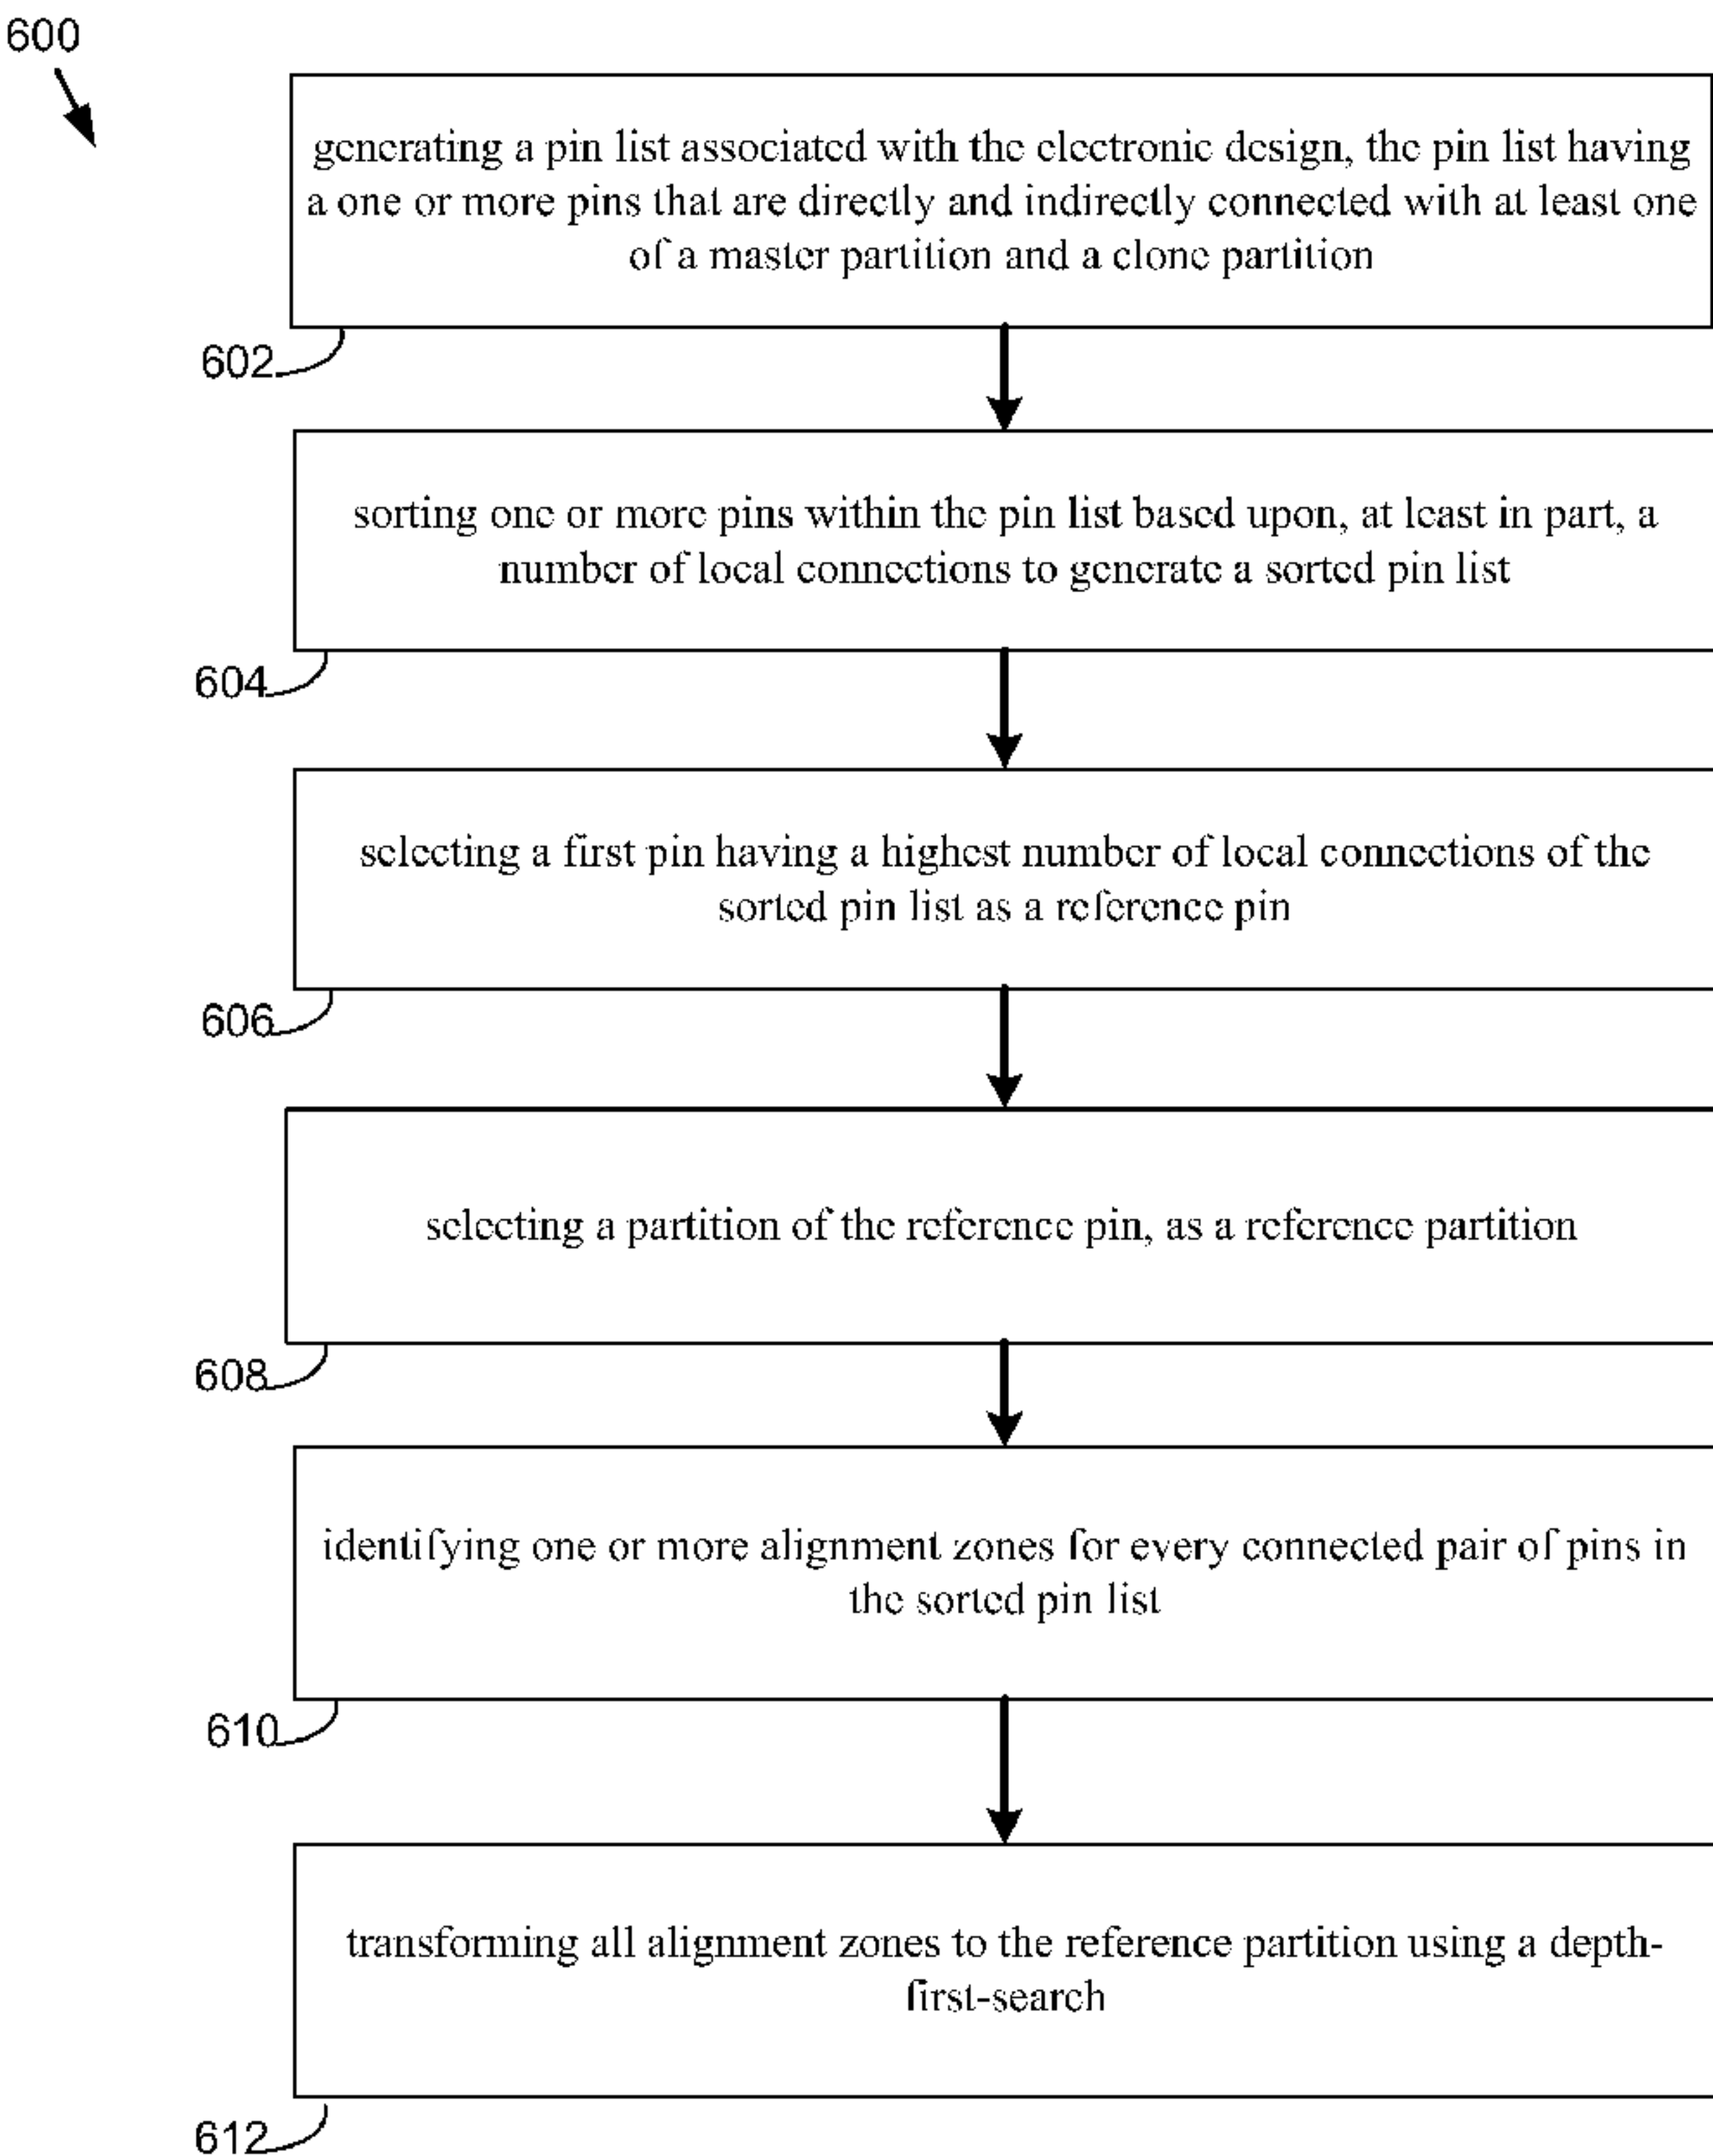 600
generating a pin list associated with the electronic design, the pin list having
a one or more pins that are directly and indirectly connected with at least one
of a master partition and a clone partition
602
sorting one or more pins within the pin list based upon, at least in part, a
number of local connections to generate a sorted pin list
604
selecting a first pin having a highest number of local connections of the
sorted pin list as a reference pin
606
selecting a partition of the reference pin, as a reference partition
608
identifying one or more alignment zones for every connected pair of pins in
the sorted pin list
610
transforming all alignment zones to the reference partition using a depth-
first-search
612